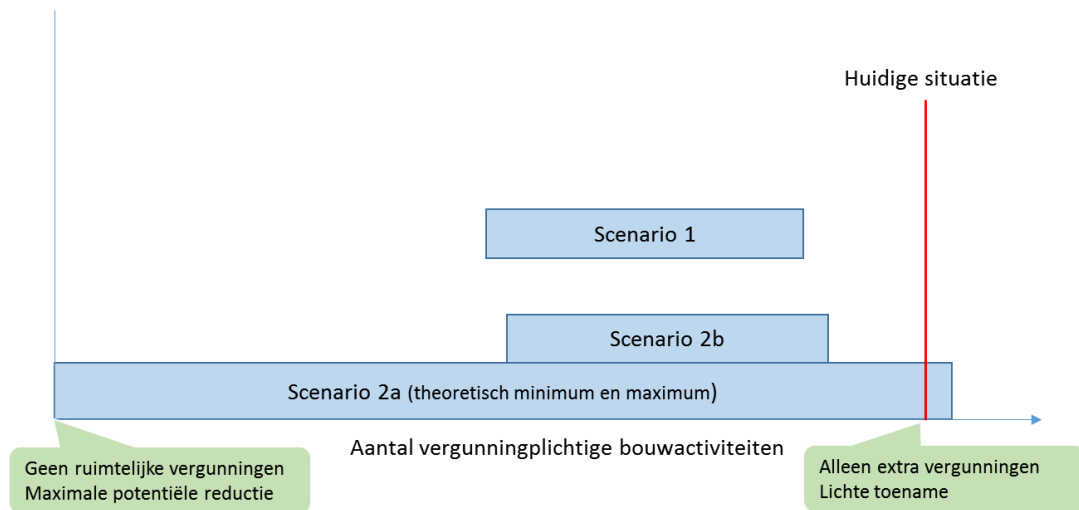 Huidige situatie
Scenario 1
Scenario 2b
Scenario 2a (theoretisch minimum en maximum)
Aantal vergunningplichtige bouwactiviteiten
Geen ruimtelijke vergunningen
Maximale potentiële reductie
Alleen extra vergunningen
Lichte toename